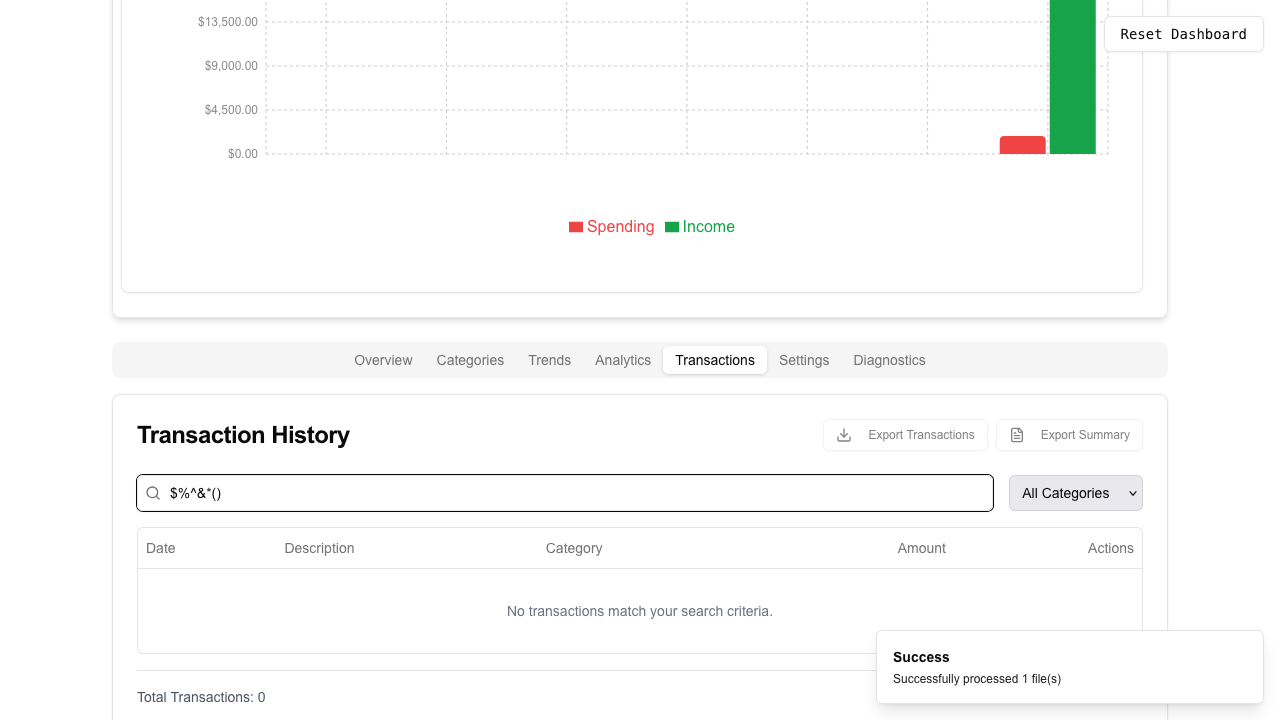 $13,500.00
Reset Dashboard
$9,000.00
$4,500.00
$0.00
Spending Income
Overview Categories Trends Analytics Transactions Settings Diagnostics
Transaction History
Export Transactions Export Summary
$%^&*() All Categories
Date Description Category Amount Actions
No transactions match your search criteria.
Success
Successfully processed 1 file(s)
Total Transactions: 0